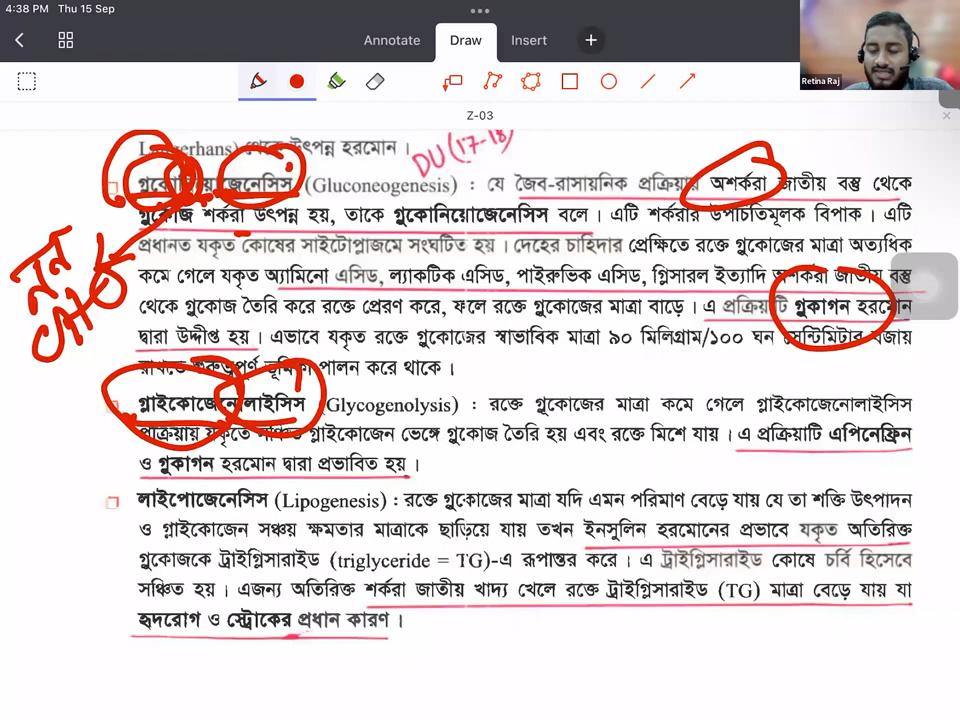 4:38 PM Thu 15 Sep
Annotate Draw Insert
Retina Raj
Z-03
থেকে উৎপন্ন হরমোন।
DU (17-18)
গ্লুকোনিয়োজেনেসিস (Gluconeogenesis) : যে জৈব-রাসায়নিক প্রক্রিয়ায় অশর্করা জাতীয় বস্তু থেকে
গ্লুকোজ শর্করা উৎপন্ন হয়, তাকে গ্লুকোনিয়োজেনেসিস বলে। এটি শর্করার উপচিতিমূলক বিপাক। এটি
প্রধানত যকৃত কোষের সাইটোপ্লাজমে সংঘটিত হয়। দেহের চাহিদার প্রেক্ষিতে রক্তে গ্লুকোজের মাত্রা অত্যধিক
কমে গেলে যকৃত অ্যামিনো এসিড, ল্যাকটিক এসিড, পাইরুভিক এসিড, গ্লিসারল ইত্যাদি অশর্করা জাতীয় বস্তু
থেকে গ্লুকোজ তৈরি করে রক্তে প্রেরণ করে, ফলে রক্তে গ্লুকোজের মাত্রা বাড়ে। এ প্রক্রিয়াটি গ্লুকাগন হরমোন
দ্বারা উদ্দীপ্ত হয়। এভাবে যকৃত রক্তে গ্লুকোজের স্বাভাবিক মাত্রা ৯০ মিলিগ্রাম/১০০ ঘন সেন্টিমিটার বজায়
রাখতে গুরুত্বপূর্ণ ভূমিকা পালন করে থাকে।
নন
গ্লাইকোজেনোলাইসিস (Glycogenolysis) : রক্তে গ্লুকোজের মাত্রা কমে গেলে গ্লাইকোজেনোলাইসিস
প্রক্রিয়ায় যকৃতে সঞ্চিত গ্লাইকোজেন ভেঙ্গে গ্লুকোজ তৈরি হয় এবং রক্তে মিশে যায়। এ প্রক্রিয়াটি এপিনেফ্রিন
ও গ্লুকাগন হরমোন দ্বারা প্রভাবিত হয়।
লাইপোজেনেসিস (Lipogenesis) : রক্তে গ্লুকোজের মাত্রা যদি এমন পরিমাণ বেড়ে যায় যে তা শক্তি উৎপাদন
ও গ্লাইকোজেন সঞ্চয় ক্ষমতার মাত্রাকে ছাড়িয়ে যায় তখন ইনসুলিন হরমোনের প্রভাবে যকৃত অতিরিক্ত
গ্লুকোজকে ট্রাইগ্লিসারাইড (triglyceride = TG)-এ রূপান্তর করে। এ ট্রাইগ্লিসারাইড কোষে চর্বি হিসেবে
সঞ্চিত হয়। এজন্য অতিরিক্ত শর্করা জাতীয় খাদ্য খেলে রক্তে ট্রাইগ্লিসারাইড (TG) মাত্রা বেড়ে যায় যা
হৃদরোগ ও স্ট্রোকের প্রধান কারণ।